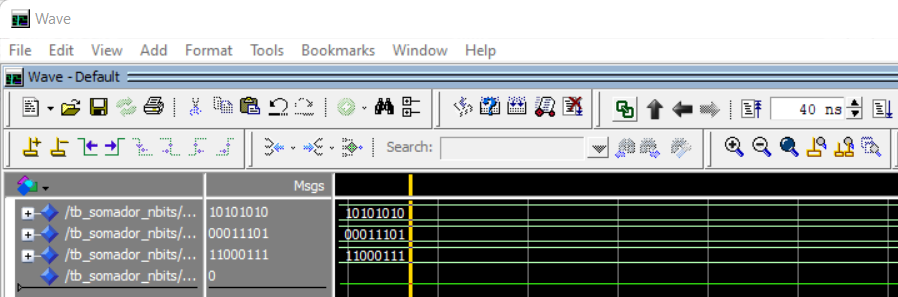 Wave
File Edit View Add Format Tools Bookmarks Window Help
Wave - Default
40 ns
Search:
Msgs
/tb_somador_nbits/... 10101010 10101010
/tb_somador_nbits/... 00011101 00011101
/tb_somador_nbits/... 11000111 11000111
/tb_somador_nbits/... 0